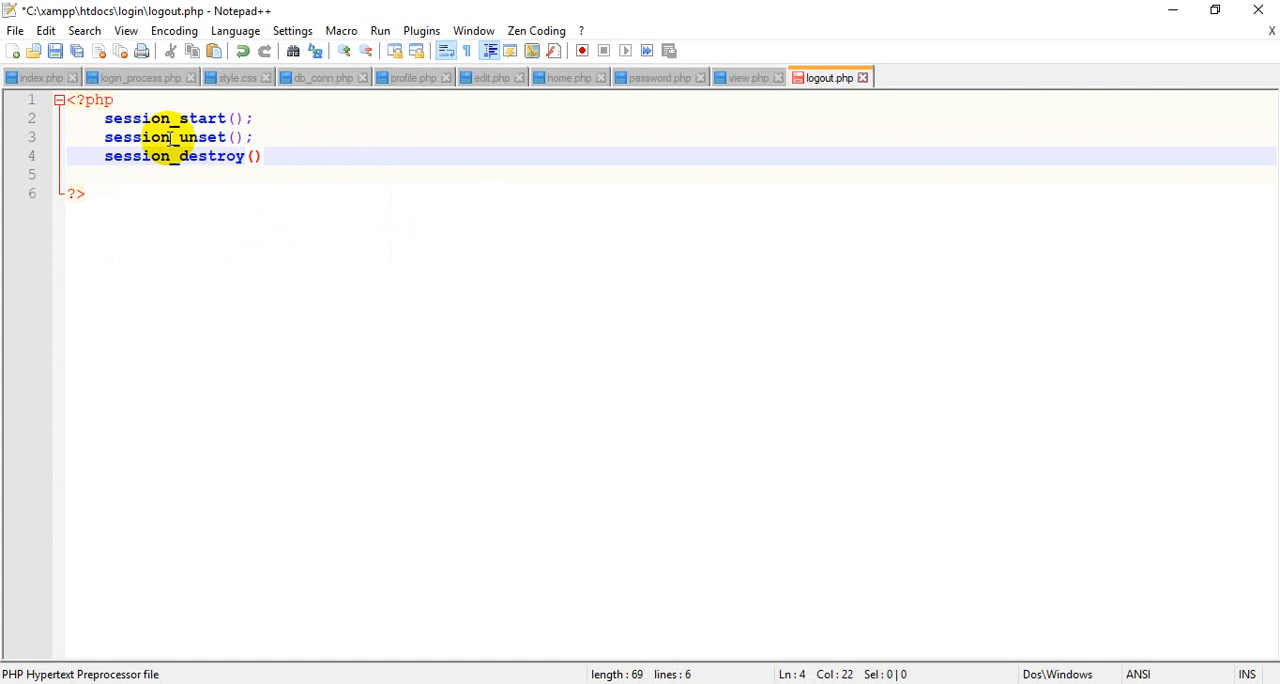 *C:\xampp\htdocs\login\logout.php - Notepad++
File Edit Search View Encoding Language Settings Macro Run Plugins Window Zen Coding ? X
index.php login_process.php style.css db_conn.php profile.php edit.php home.php password.php view.php logout.php
1 <?php
2 session_start();
3 session_unset();
4 session_destroy()
5
6 ?>
PHP Hypertext Preprocessor file length : 69 lines : 6 Ln : 4 Col : 22 Sel : 0 | 0 Dos\Windows ANSI INS